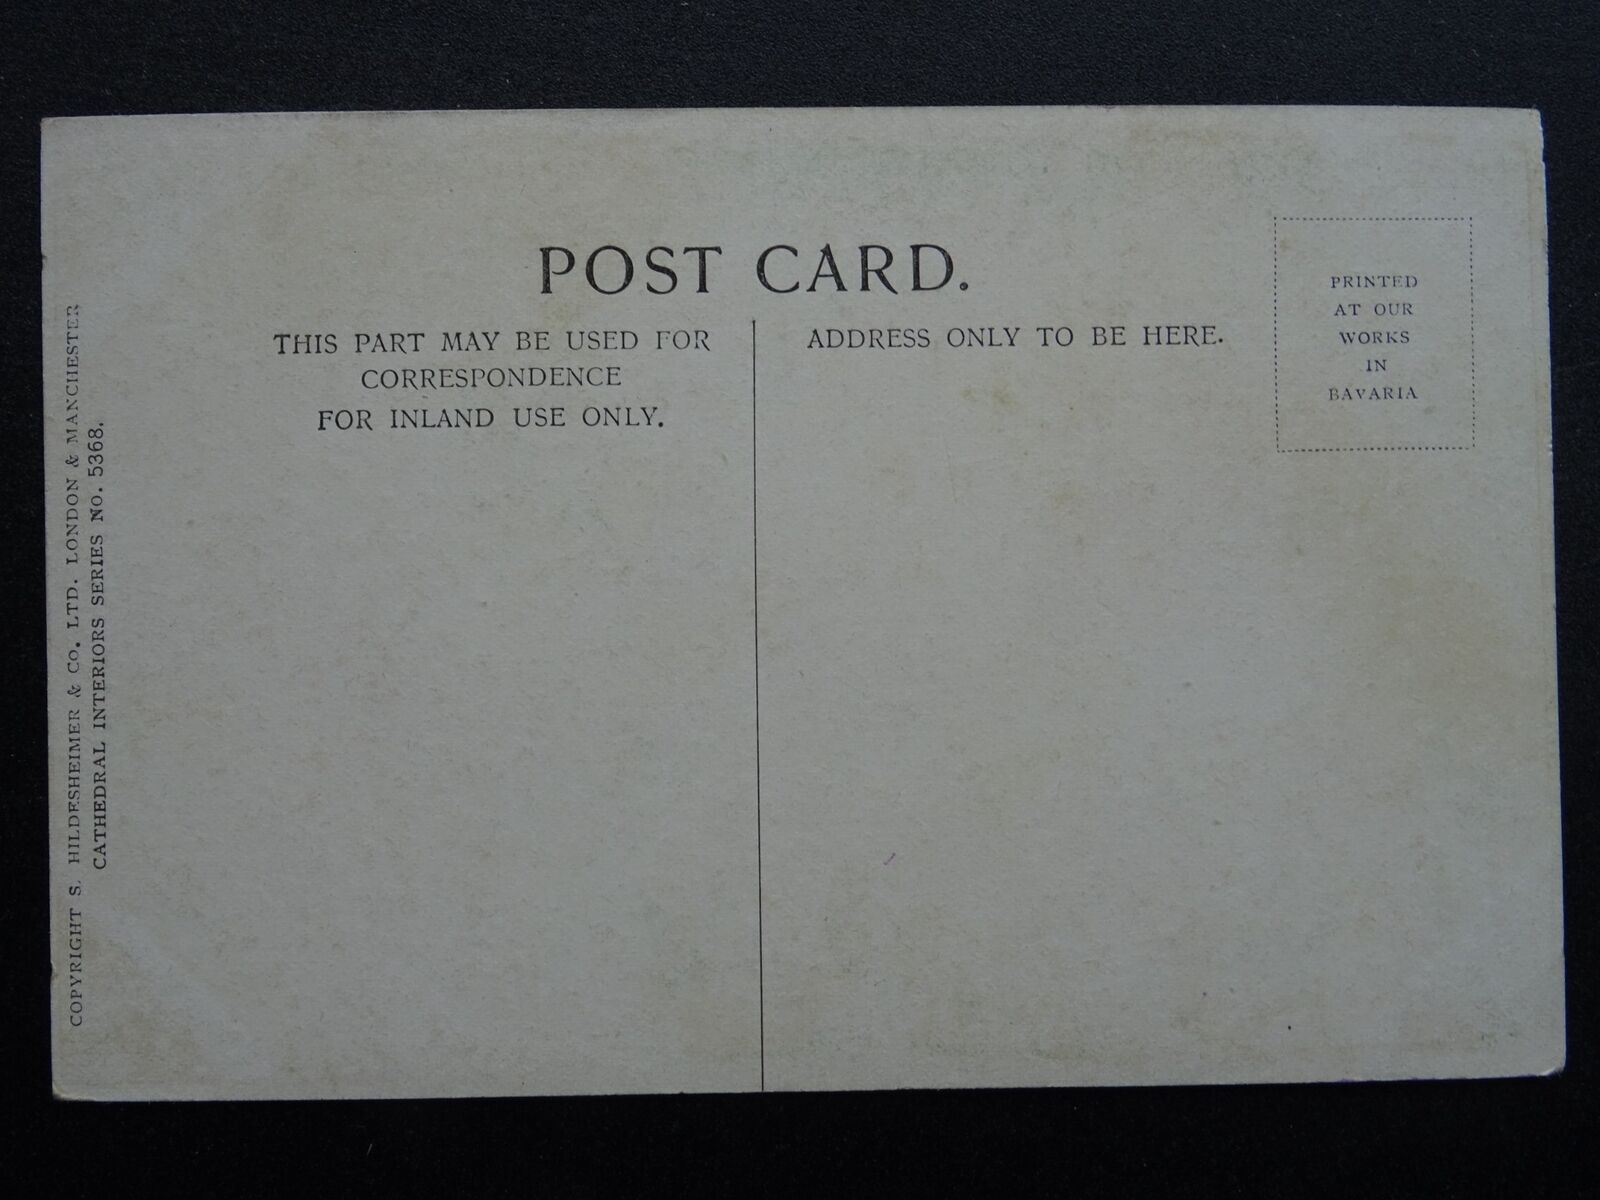 POST CARD.
THIS PART MAY BE USED FOR
CORRESPONDENCE
FOR INLAND USE ONLY.
ADDRESS ONLY TO BE HERE.
PRINTED
AT OUR
WORKS
IN
BAVARIA
COPYRIGHT S. HILDESHEIMER & Co. LTD. LONDON & MANCHESTER
CATHEDRAL INTERIORS SERIES NO. 5368.